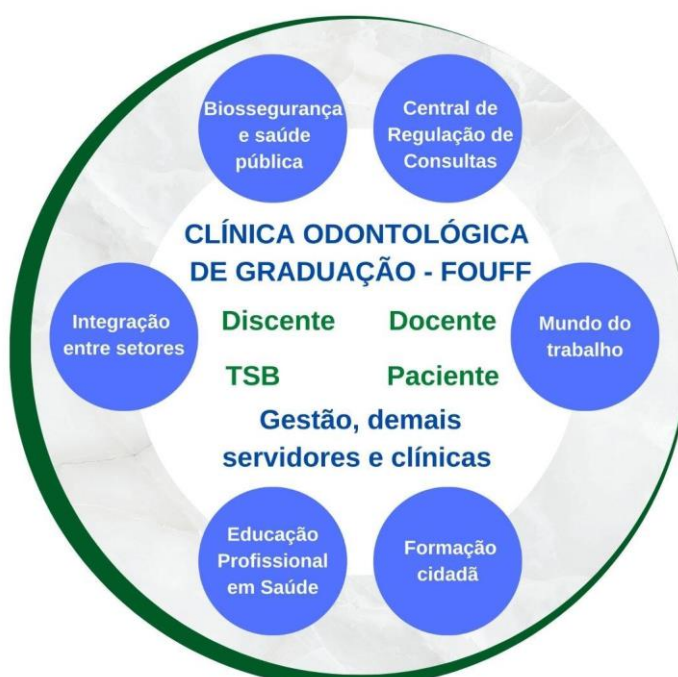 Biossegurança
e saúde
pública
Central de
Regulação de
Consultas
CLÍNICA ODONTOLÓGICA
DE GRADUAÇÃO - FOUFF
Integração
entre setores
Discente
Docente
Mundo do
trabalho
TSB
Paciente
Gestão, demais
servidores e clínicas
Educação
Profissional
em Saúde
Formação
cidadã